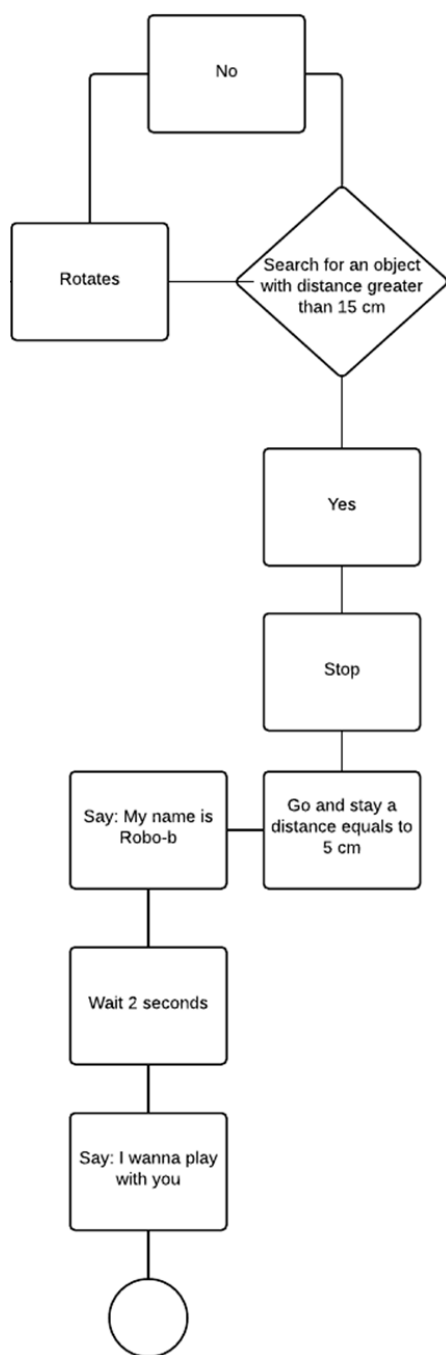 No
Rotates
Search for an object
with distance greater
than 15 cm
Yes
Stop
Go and stay a
distance equals to
5 cm
Say: My name is
Robo-b
Wait 2 seconds
Say: I wanna play
with you